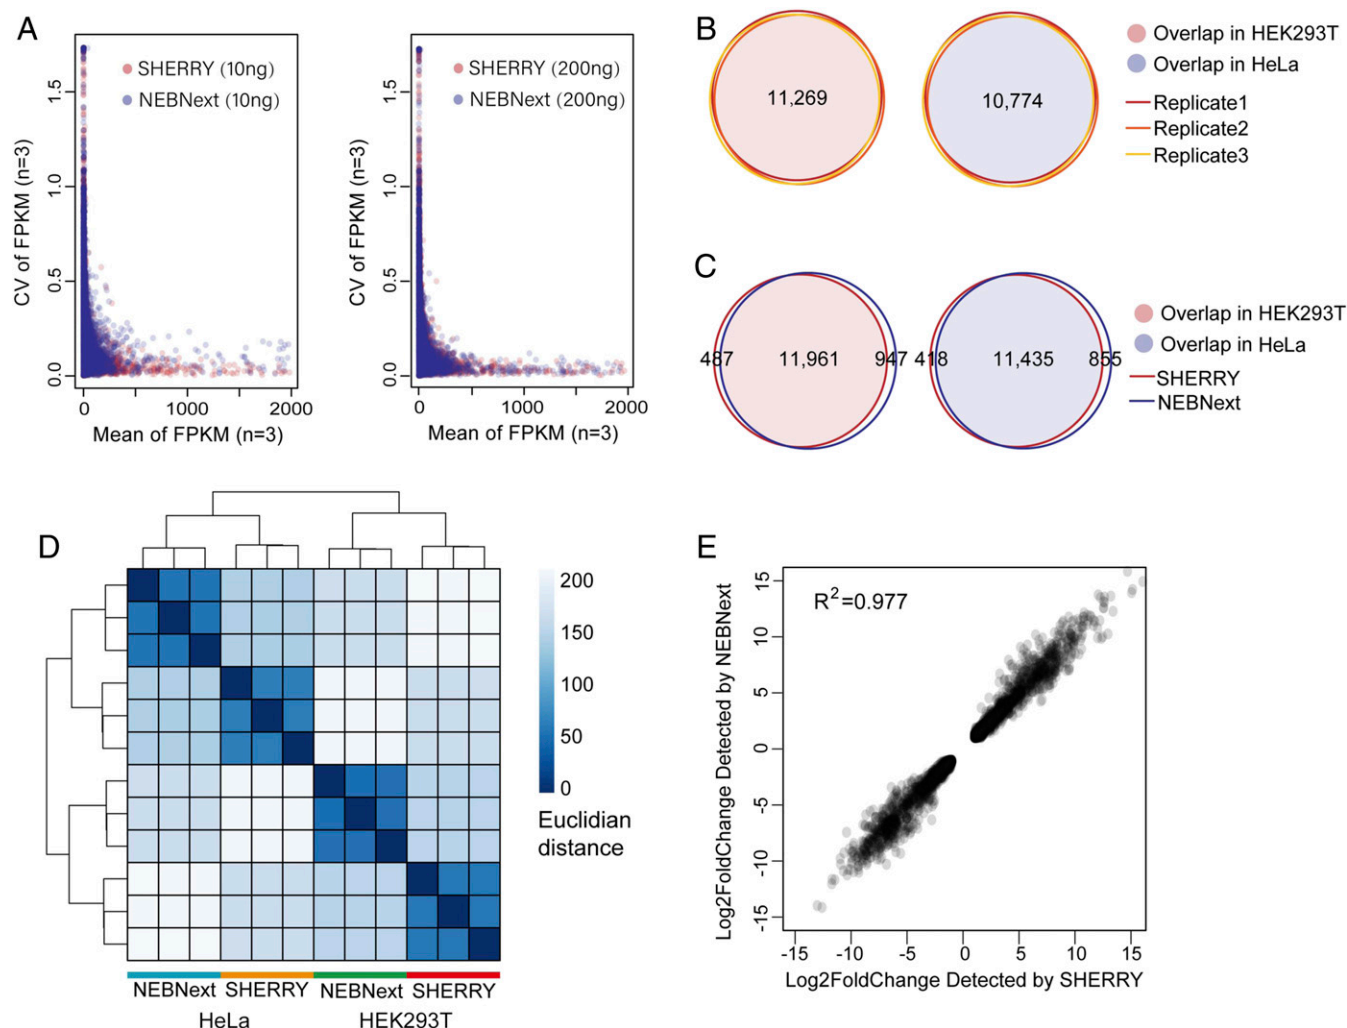 A
SHERRY (10ng)
NEBNext (10ng)
CV of FPKM (n=3)
1.5
1.0
0.5
0.0
0
1000
2000
Mean of FPKM (n=3)
SHERRY (200ng)
NEBNext (200ng)
CV of FPKM (n=3)
1.5
1.0
0.5
0.0
0
1000
2000
Mean of FPKM (n=3)
B
11,269
10,774
Overlap in HEK293T
Overlap in HeLa
Replicate1
Replicate2
Replicate3
C
487
11,961
947
418
11,435
855
Overlap in HEK293T
Overlap in HeLa
SHERRY
NEBNext
D
200
150
100
50
0
Euclidian
distance
NEBNext
SHERRY
NEBNext
SHERRY
HeLa
HEK293T
E
R²=0.977
Log2FoldChange Detected by NEBNext
15
10
5
0
-5
-10
-15
-15
-10
-5
0
5
10
15
Log2FoldChange Detected by SHERRY